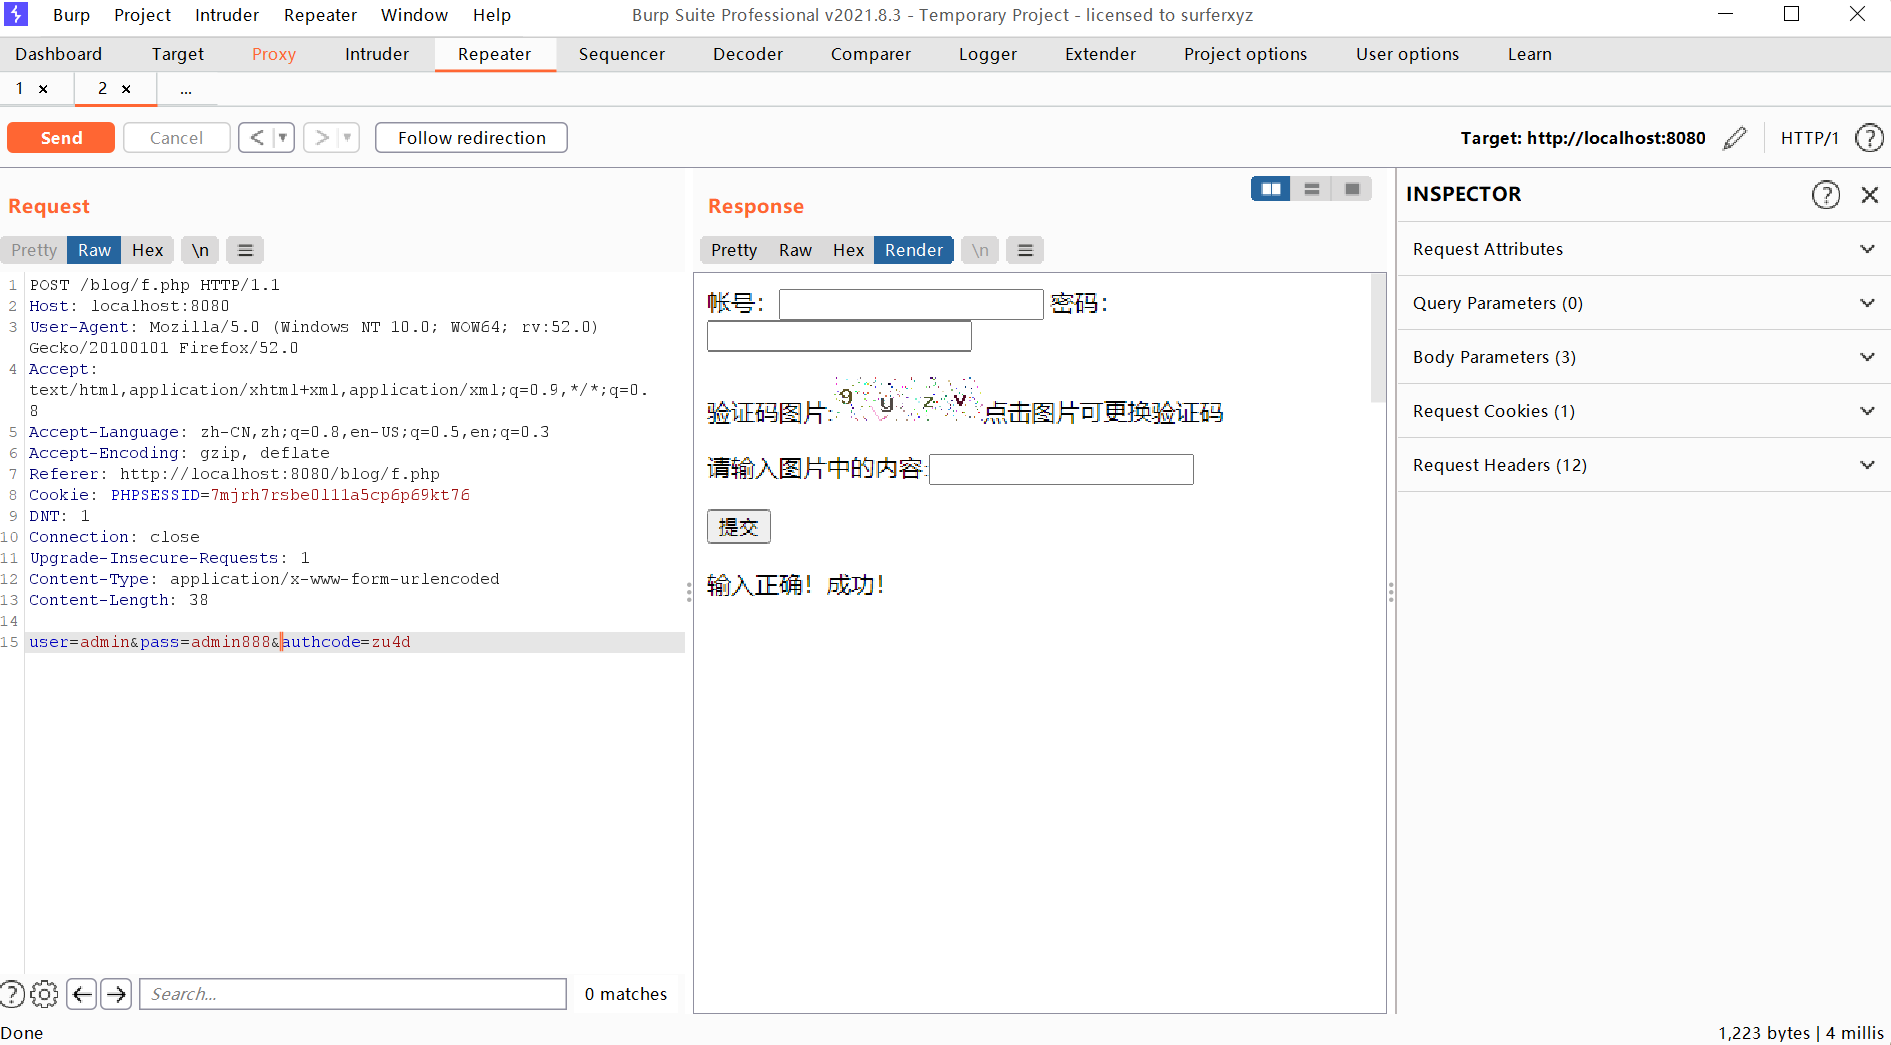 Burp Project Intruder Repeater Window Help Burp Suite Professional v2021.8.3 - Temporary Project - licensed to surferxyz
Dashboard Target Proxy Intruder Repeater Sequencer Decoder Comparer Logger Extender Project options User options Learn
1 × 2 × ...
Send Cancel < ▼ > ▼ Follow redirection Target: http://localhost:8080 HTTP/1 ?
Request
Pretty Raw Hex \n
1 POST /blog/f.php HTTP/1.1
2 Host: localhost:8080
3 User-Agent: Mozilla/5.0 (Windows NT 10.0; WOW64; rv:52.0)
Gecko/20100101 Firefox/52.0
4 Accept:
text/html,application/xhtml+xml,application/xml;q=0.9,*/*;q=0.
8
5 Accept-Language: zh-CN,zh;q=0.8,en-US;q=0.5,en;q=0.3
6 Accept-Encoding: gzip, deflate
7 Referer: http://localhost:8080/blog/f.php
8 Cookie: PHPSESSID=7mjrh7rsbe0l11a5cp6p69kt76
9 DNT: 1
10 Connection: close
11 Upgrade-Insecure-Requests: 1
12 Content-Type: application/x-www-form-urlencoded
13 Content-Length: 38
14
15 user=admin&pass=admin888&authcode=zu4d
? Search... 0 matches
Response
Pretty Raw Hex Render \n
帐号： 密码：
验证码图片: 9 y z v 点击图片可更换验证码
请输入图片中的内容:
提交
输入正确！成功！
INSPECTOR ?
Request Attributes
Query Parameters (0)
Body Parameters (3)
Request Cookies (1)
Request Headers (12)
Done 1,223 bytes | 4 millis